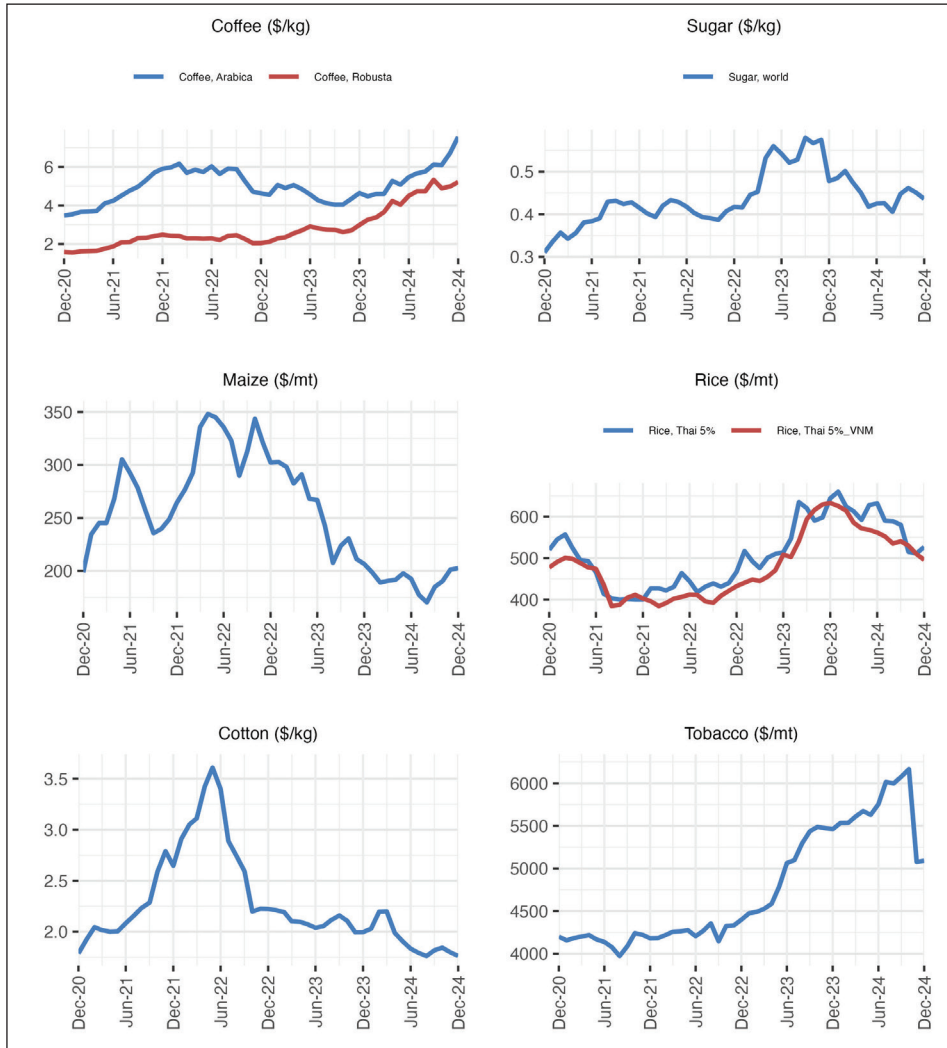 Coffee ($/kg)
Coffee, Arabica Coffee, Robusta
6
4
2
Dec-20 Jun-21 Dec-21 Jun-22 Dec-22 Jun-23 Dec-23 Jun-24 Dec-24
Sugar ($/kg)
Sugar, world
0.5
0.4
0.3
Dec-20 Jun-21 Dec-21 Jun-22 Dec-22 Jun-23 Dec-23 Jun-24 Dec-24
Maize ($/mt)
350
300
250
200
Dec-20 Jun-21 Dec-21 Jun-22 Dec-22 Jun-23 Dec-23 Jun-24 Dec-24
Rice ($/mt)
Rice, Thai 5% Rice, Thai 5%_VNM
600
500
400
Dec-20 Jun-21 Dec-21 Jun-22 Dec-22 Jun-23 Dec-23 Jun-24 Dec-24
Cotton ($/kg)
3.5
3.0
2.5
2.0
Dec-20 Jun-21 Dec-21 Jun-22 Dec-22 Jun-23 Dec-23 Jun-24 Dec-24
Tobacco ($/mt)
6000
5500
5000
4500
4000
Dec-20 Jun-21 Dec-21 Jun-22 Dec-22 Jun-23 Dec-23 Jun-24 Dec-24